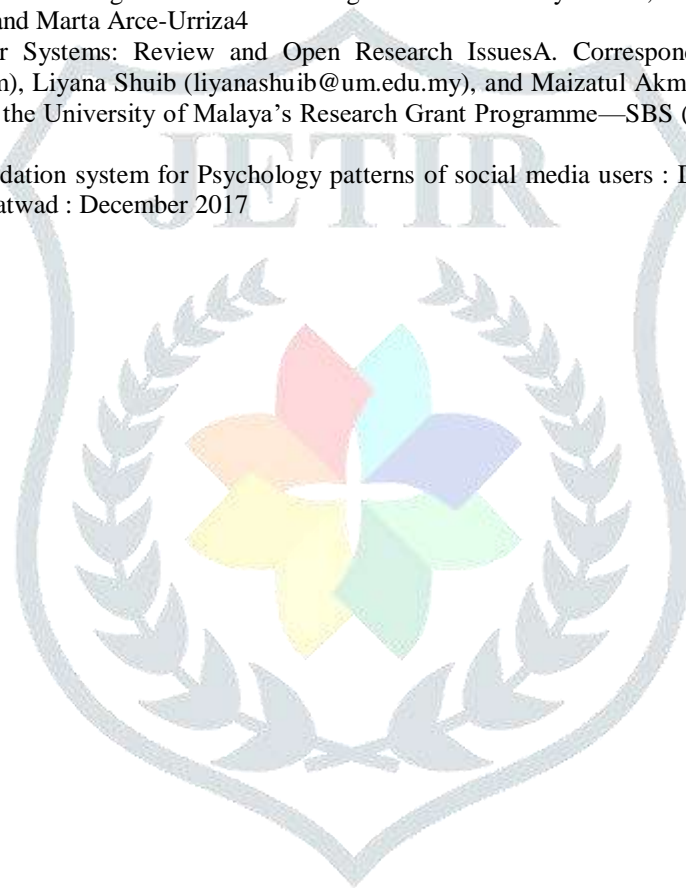 and Marta Arce-Urriza4
r Systems: Review and Open Research IssuesA. Correspond
n), Liyana Shuib (liyanashuib@um.edu.my), and Maizatul Akm
the University of Malaya’s Research Grant Programme—SBS (
dation system for Psychology patterns of social media users : D
atwad : December 2017
JETIR